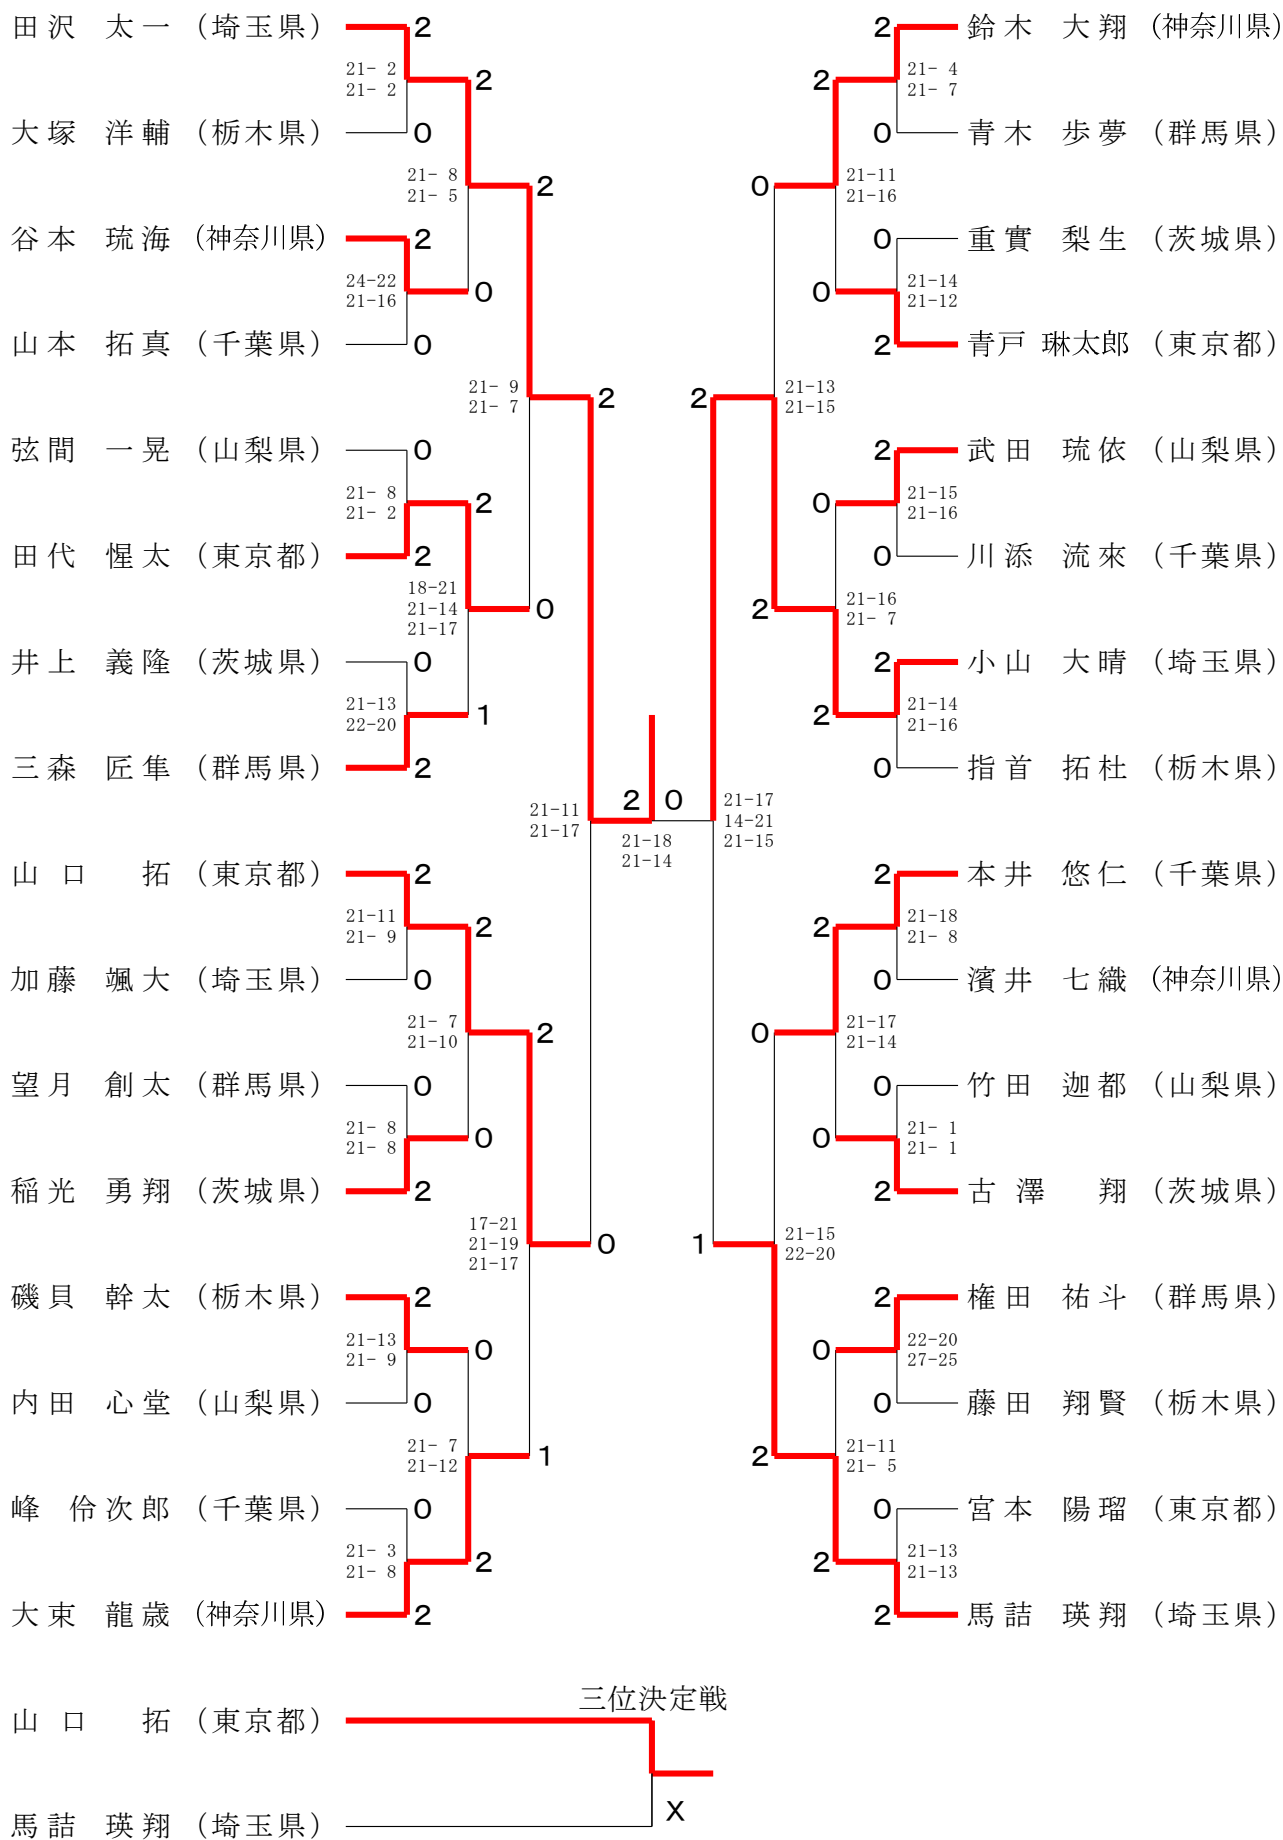 田沢 太一 (埼玉県) 2
21- 2
21- 2
2
大塚 洋輔 (栃木県) 0
21- 8
21- 5
2
谷本 琉海 (神奈川県) 2
24-22
21-16
0
山本 拓真 (千葉県) 0
21- 9
21- 7
2
弦間 一晃 (山梨県) 0
21- 8
21- 2
2
田代 惺太 (東京都) 2
18-21
21-14
21-17
0
井上 義隆 (茨城県) 0
21-13
22-20
1
三森 匠隼 (群馬県) 2
21-11
21-17
2 0
21-18
21-14
山口 拓 (東京都) 2
21-11
21- 9
2
加藤 颯大 (埼玉県) 0
21- 7
21-10
2
望月 創太 (群馬県) 0
21- 8
21- 8
0
稲光 勇翔 (茨城県) 2
17-21
21-19
21-17
0
磯貝 幹太 (栃木県) 2
21-13
21- 9
0
内田 心堂 (山梨県) 0
21- 7
21-12
1
峰 伶次郎 (千葉県) 0
21- 3
21- 8
2
大東 龍歳 (神奈川県) 2
2 鈴木 大翔 (神奈川県)
2
21- 4
21- 7
0 青木 歩夢 (群馬県)
0
21-11
21-16
0 重實 梨生 (茨城県)
0
21-14
21-12
2 青戸 琳太郎 (東京都)
2
21-13
21-15
2 武田 琉依 (山梨県)
0
21-15
21-16
0 川添 流來 (千葉県)
2
21-16
21- 7
2 小山 大晴 (埼玉県)
2
21-14
21-16
0 指首 拓杜 (栃木県)
21-17
14-21
21-15
2 本井 悠仁 (千葉県)
2
21-18
21- 8
0 濱井 七織 (神奈川県)
0
21-17
21-14
0 竹田 迦都 (山梨県)
0
21- 1
21- 1
2 古澤 翔 (茨城県)
1
21-15
22-20
2 権田 祐斗 (群馬県)
0
22-20
27-25
0 藤田 翔賢 (栃木県)
2
21-11
21- 5
0 宮本 陽瑠 (東京都)
2
21-13
21-13
2 馬詰 瑛翔 (埼玉県)
三位決定戦
山口 拓 (東京都)
X
馬詰 瑛翔 (埼玉県)